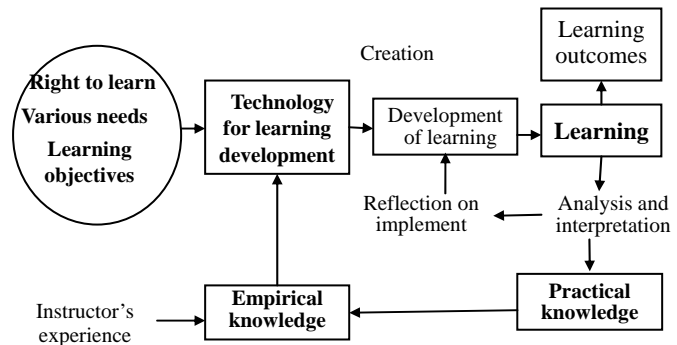 Right to learn
Various needs
Learning
objectives
Technology
for learning
development
Creation
Development
of learning
Learning
outcomes
Learning
Reflection on
implement
Analysis and
interpretation
Instructor's
experience
Empirical
knowledge
Practical
knowledge